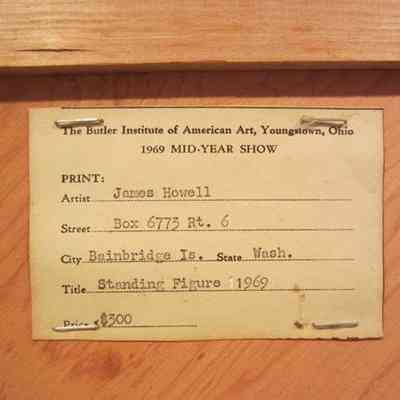 The Butler Institute of American Art, Youngstown, Ohio
1969 MID-YEAR SHOW
PRINT:
Artist James Howell
Street Box 6773 Rt. 6
City Bainbridge Is. State Wash.
Title Standing Figure 1969
Price $300